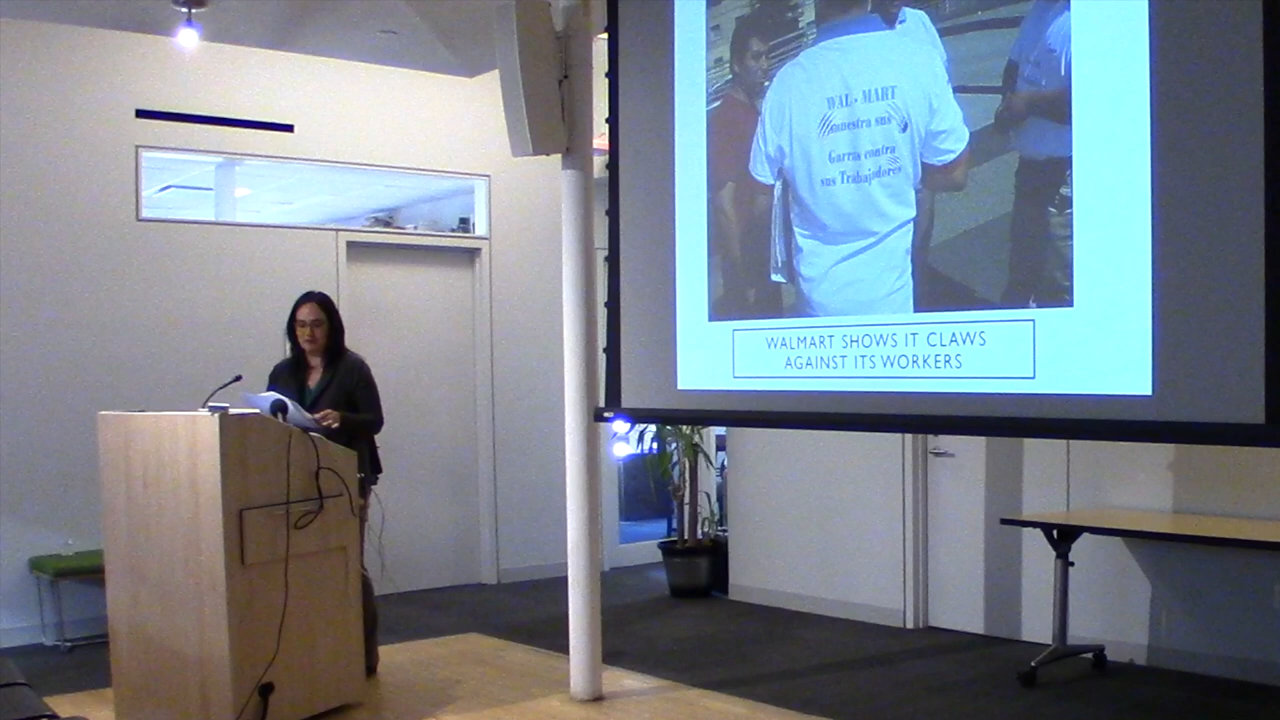 WAL - MART
muestra sus
Garras contra
sus Trabajadores
WALMART SHOWS IT CLAWS
AGAINST ITS WORKERS